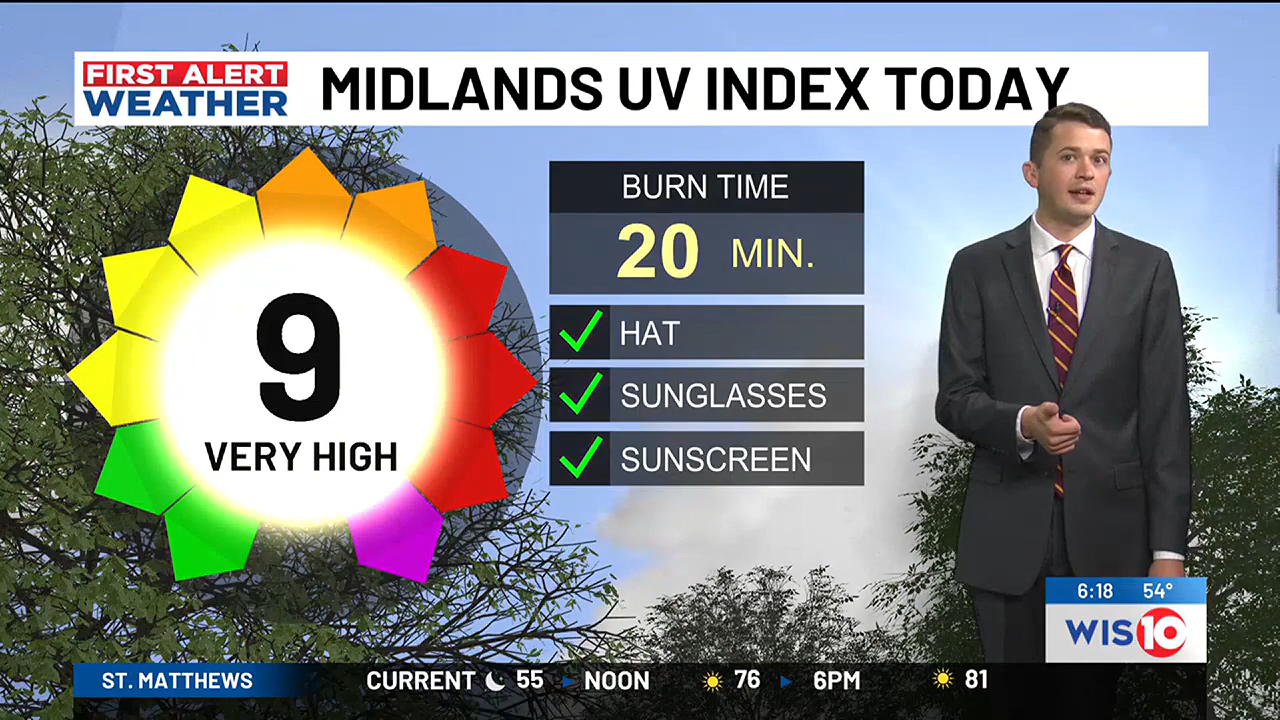 FIRST ALERT
WEATHER
MIDLANDS UV INDEX TODAY
9
VERY HIGH
BURN TIME
20 MIN.
HAT
SUNGLASSES
SUNSCREEN
6:18 54°
WIS10
ST. MATTHEWS CURRENT 55 NOON 76 6PM 81